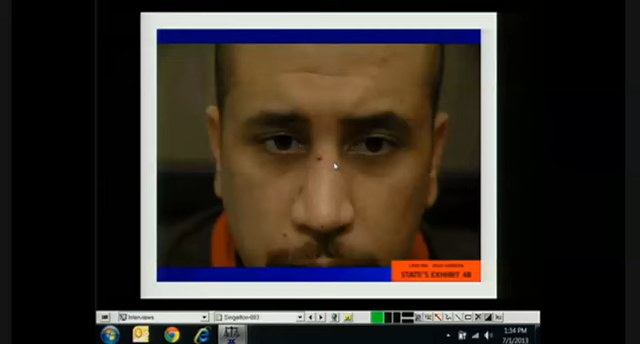 STATE'S EXHIBIT 48
Interviews
Singleton-003
1:34 PM
7/1/2013